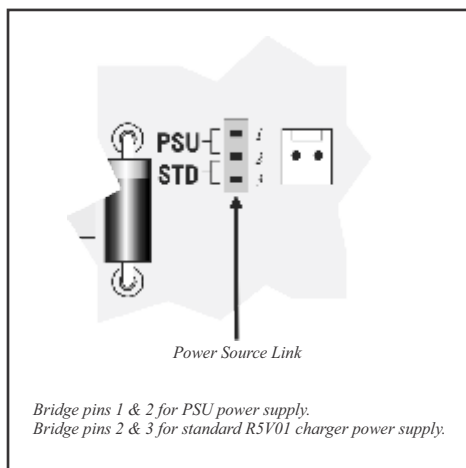 PSU
1
2
STD
3
Power Source Link
Bridge pins 1 & 2 for PSU power supply.
Bridge pins 2 & 3 for standard R5V01 charger power supply.